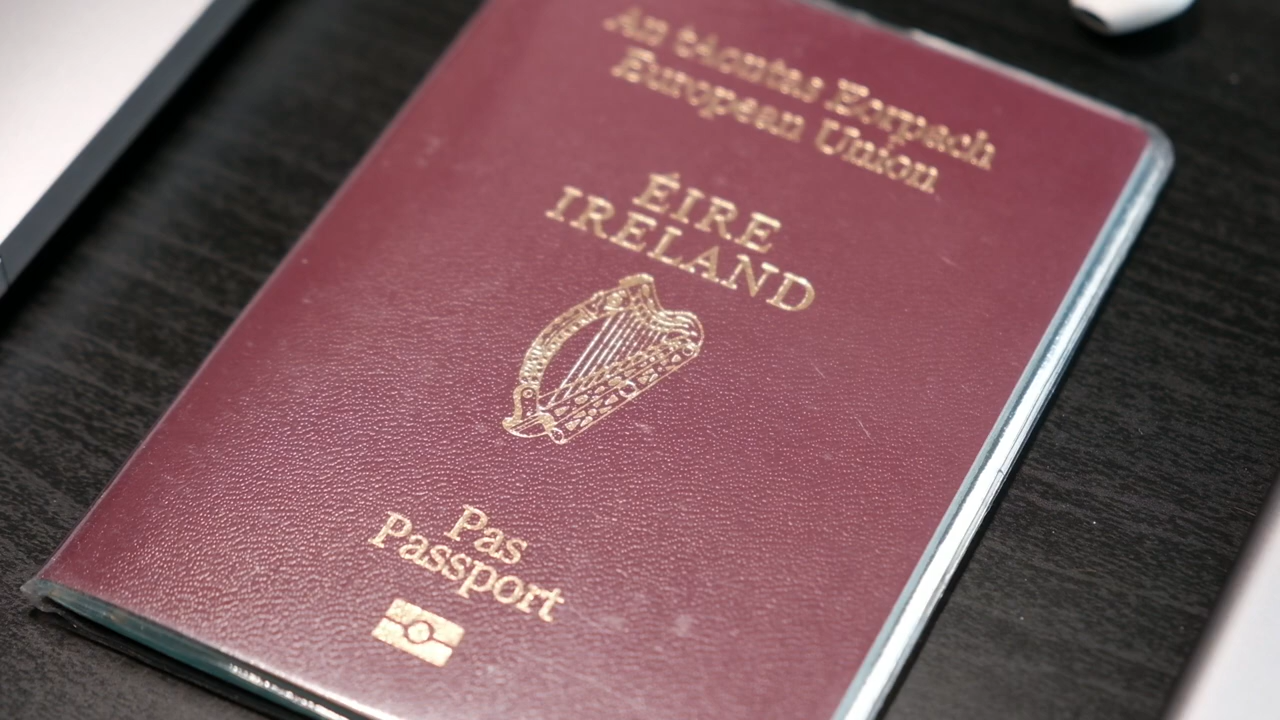 An tAontas Eorpach
European Union
ÉIRE
IRELAND
Pas
Passport